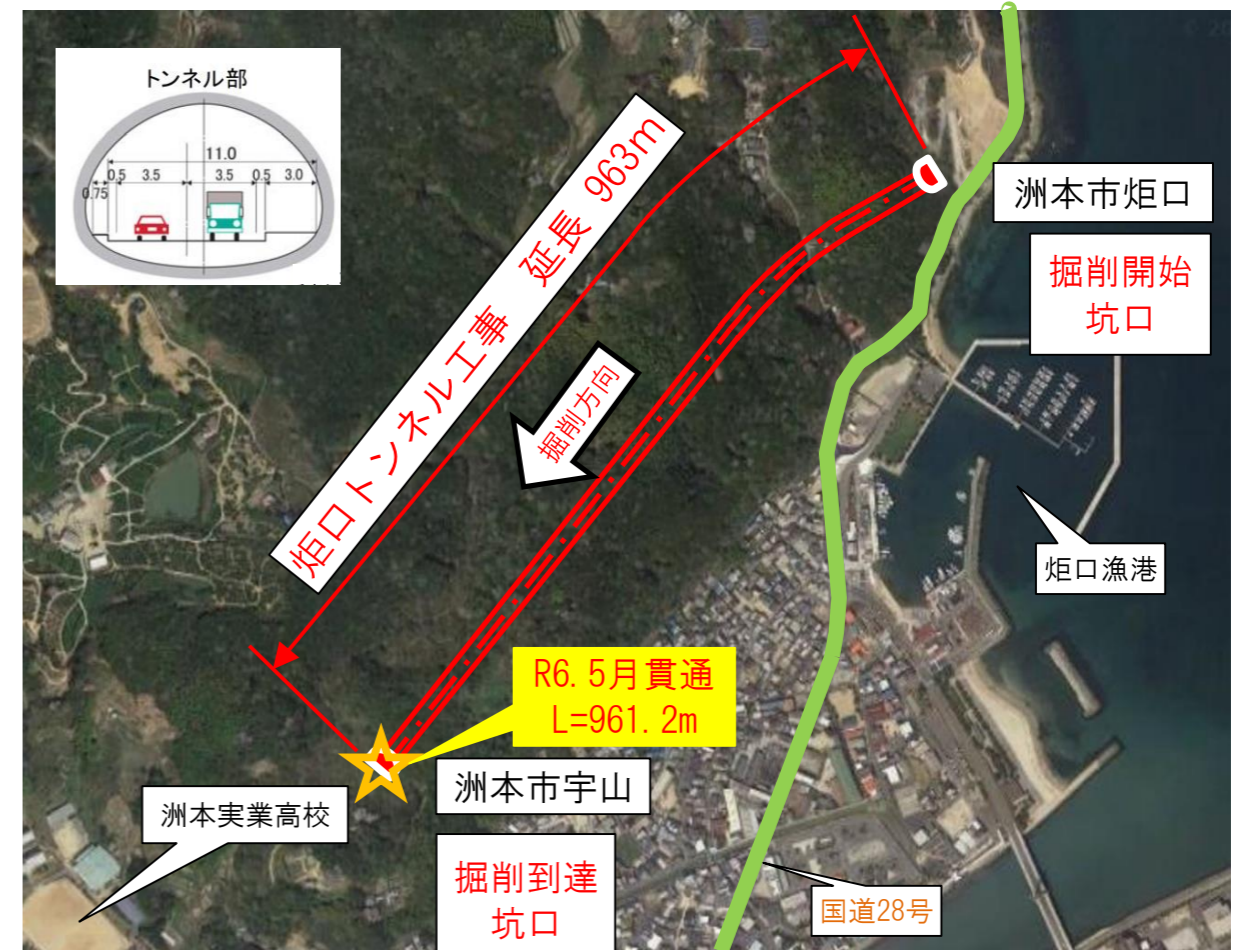 © 20
トンネル部
11.0
0.5 3.5 3.5 0.5 3.0
0.75
炬口トンネル工事 延長 963m
掘削方向
洲本市炬口
掘削開始
坑口
炬口漁港
R6.5月貫通
L=961.2m
洲本市宇山
掘削到達
坑口
洲本実業高校
国道28号